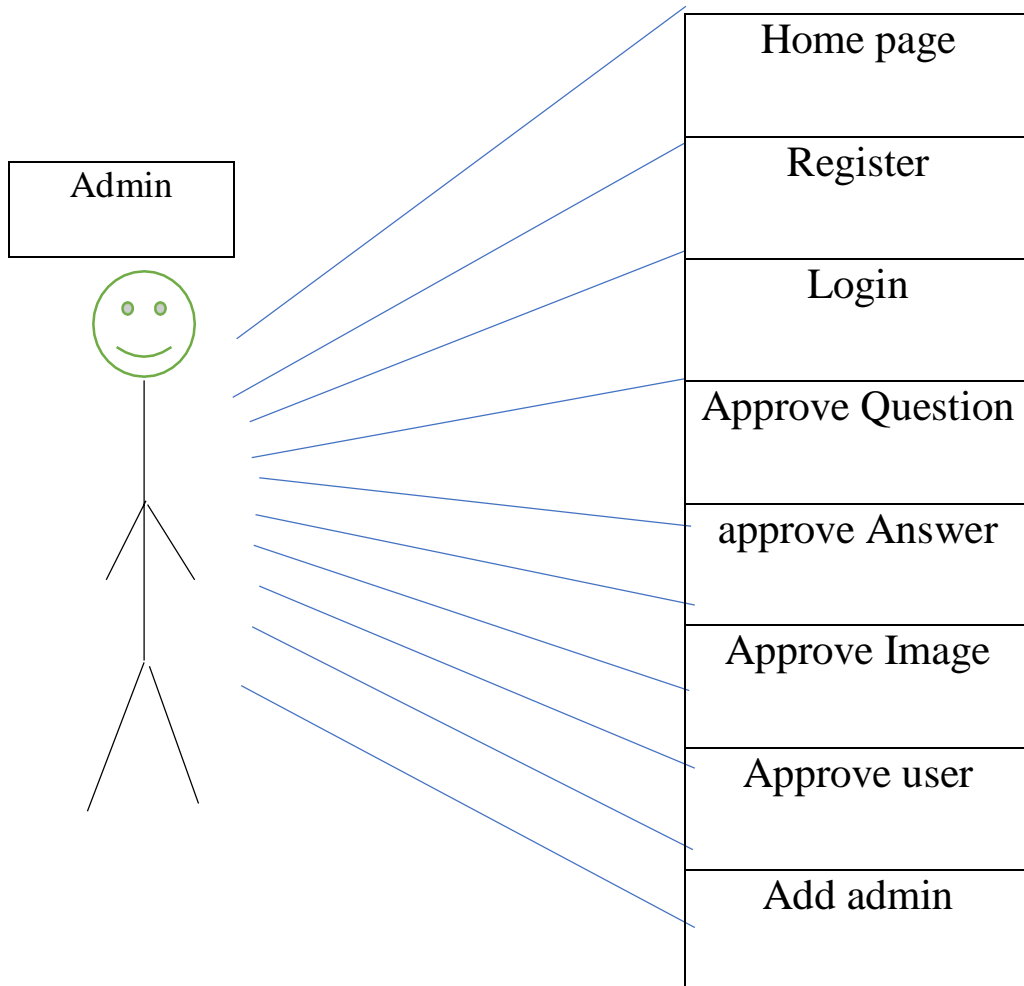 Admin
Home page
Register
Login
Approve Question
approve Answer
Approve Image
Approve user
Add admin